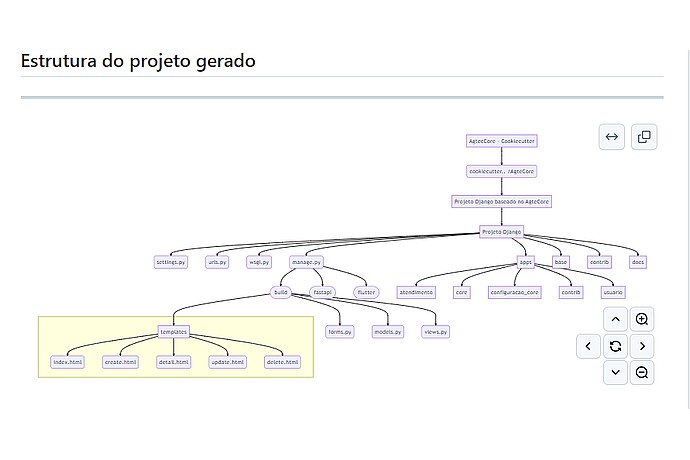 Estrutura do projeto gerado
AgtecCore - Cookiecutter
cookiecutter.. /AgteCore
Projeto Django baseado na AgteCore
Projeto Django
settings.py urls.py wsgi.py manage.py apps base contrib docs
build fastapi flutter atendimento core configuracao_core contrib usuario
templates forms.py models.py views.py
index.html create.html detail.html update.html delete.html